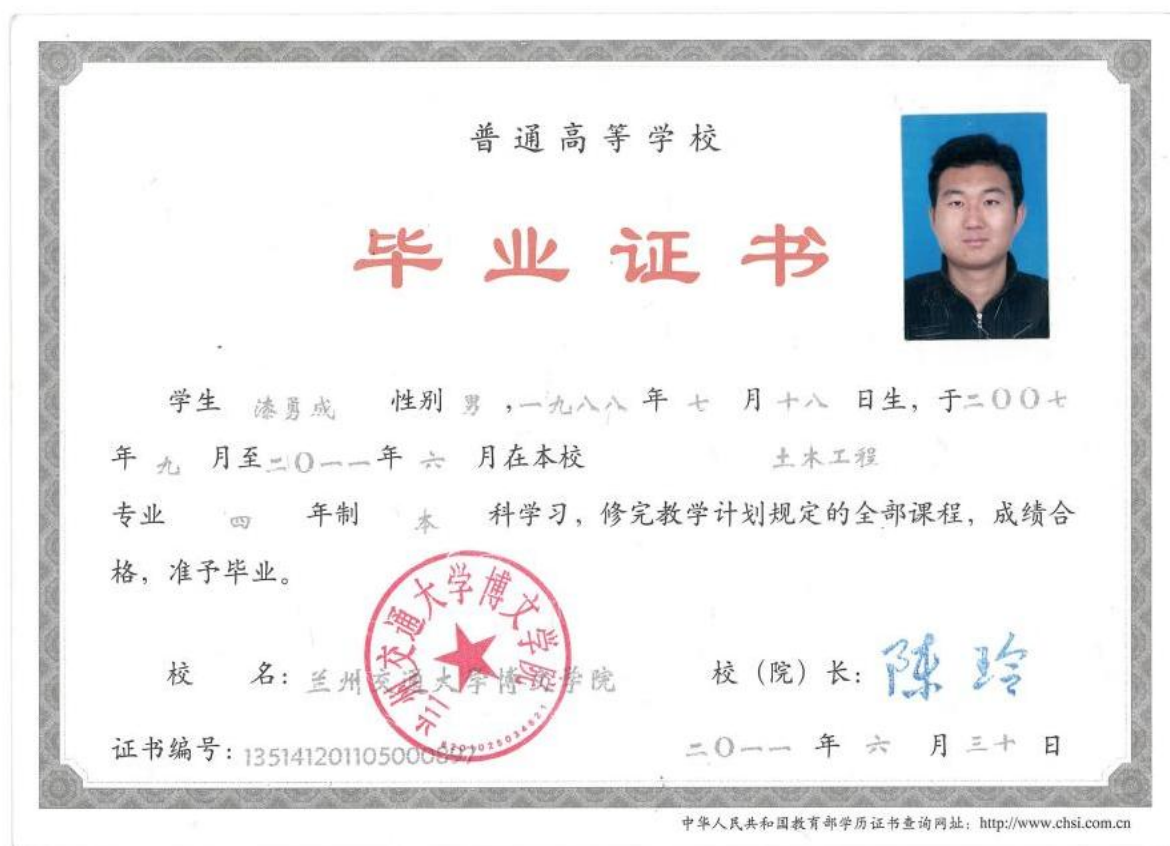 普通高等学校
毕业证书
学生 漆勇成 性别 男 ,一九八八 年 七 月 十八 日生，于二〇〇七
年 九 月至二〇一一年 六 月在本校 土木工程
专业 四 年制 本 科学习，修完教学计划规定的全部课程，成绩合
格，准予毕业。
兰州交通大学博文学院
6201025034821
校 名：兰州交通大学博文学院 校（院）长：陈玲
证书编号：135141201105000897 二〇一一 年 六 月 三十 日
中华人民共和国教育部学历证书查询网址：http://www.chsi.com.cn